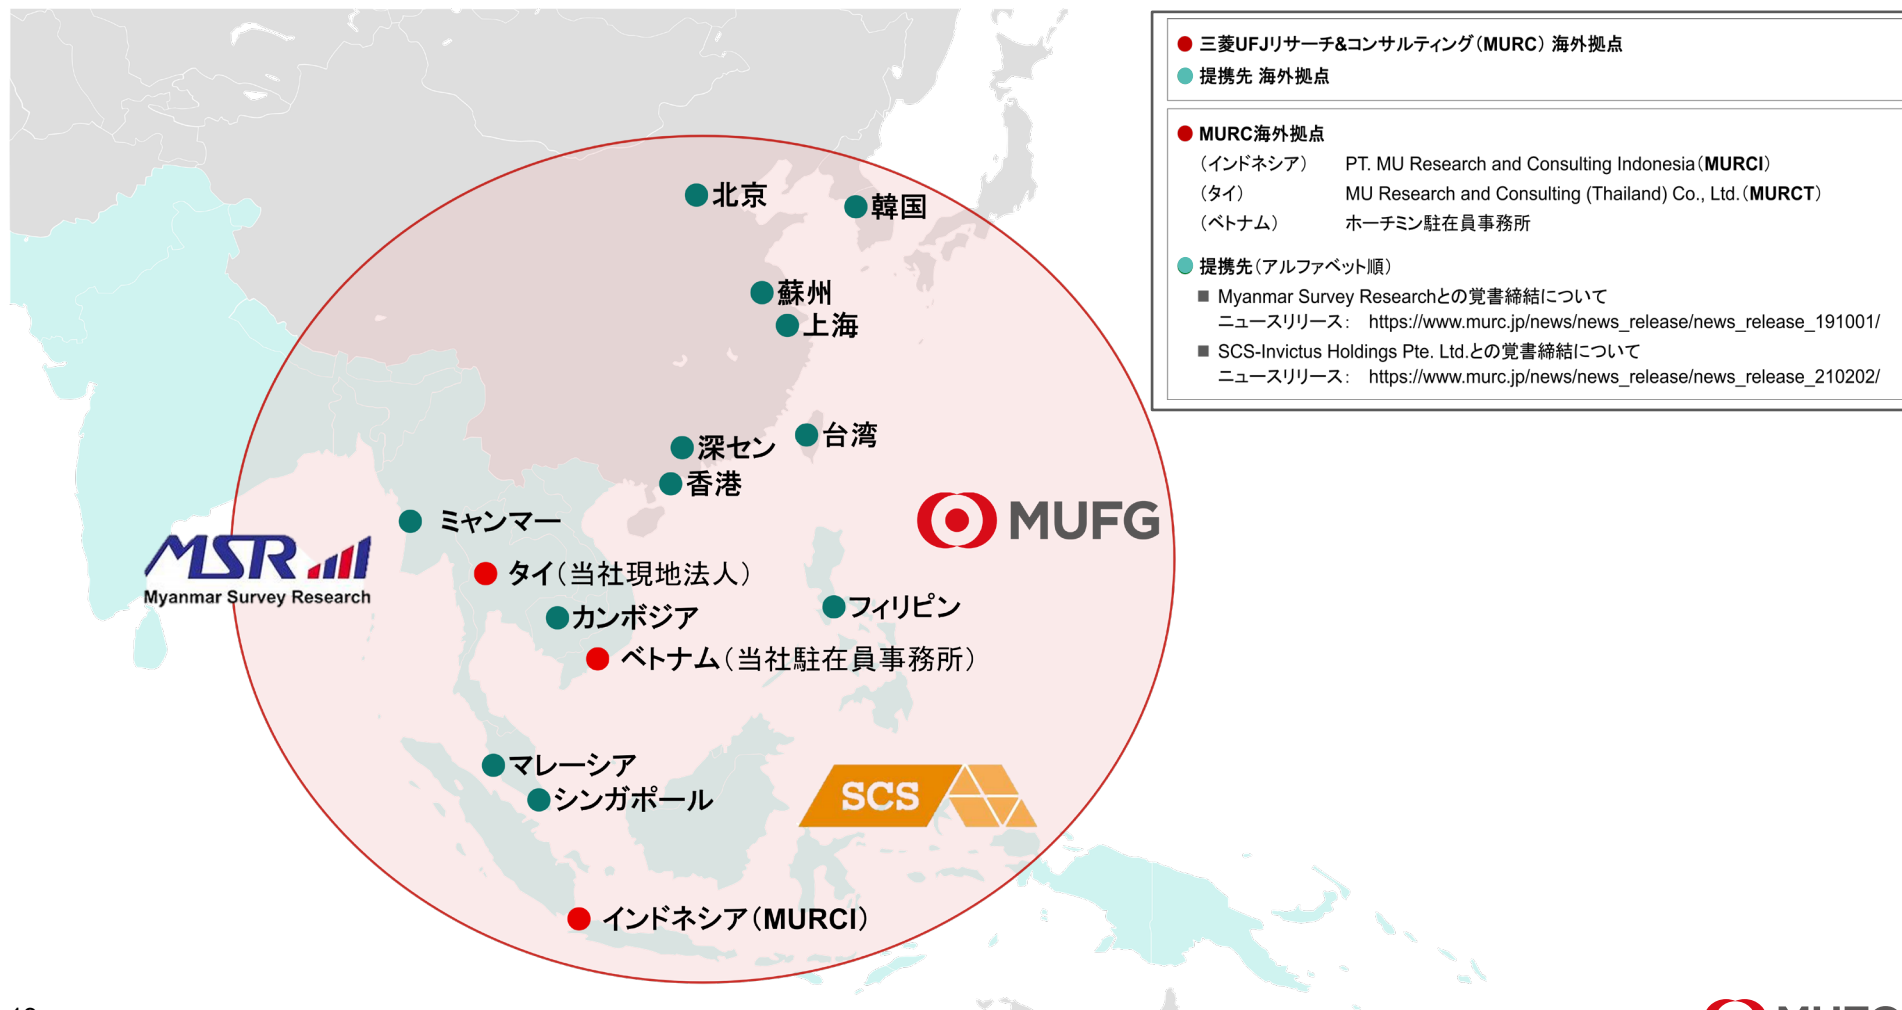 三菱UFJリサーチ&コンサルティング（MURC） 海外拠点
提携先 海外拠点
MURC海外拠点
（インドネシア） PT. MU Research and Consulting Indonesia（MURCI）
（タイ） MU Research and Consulting (Thailand) Co., Ltd.（MURCT）
（ベトナム） ホーチミン駐在員事務所
提携先（アルファベット順）
■ Myanmar Survey Researchとの覚書締結について
ニュースリリース： https://www.murc.jp/news/news_release/news_release_191001/
■ SCS-Invictus Holdings Pte. Ltd.との覚書締結について
ニュースリリース： https://www.murc.jp/news/news_release/news_release_210202/
北京
韓国
蘇州
上海
台湾
深セン
香港
MUFG
ミャンマー
MSR
Myanmar Survey Research
タイ（当社現地法人）
カンボジア
フィリピン
ベトナム（当社駐在員事務所）
マレーシア
シンガポール
SCS
インドネシア（MURCI）